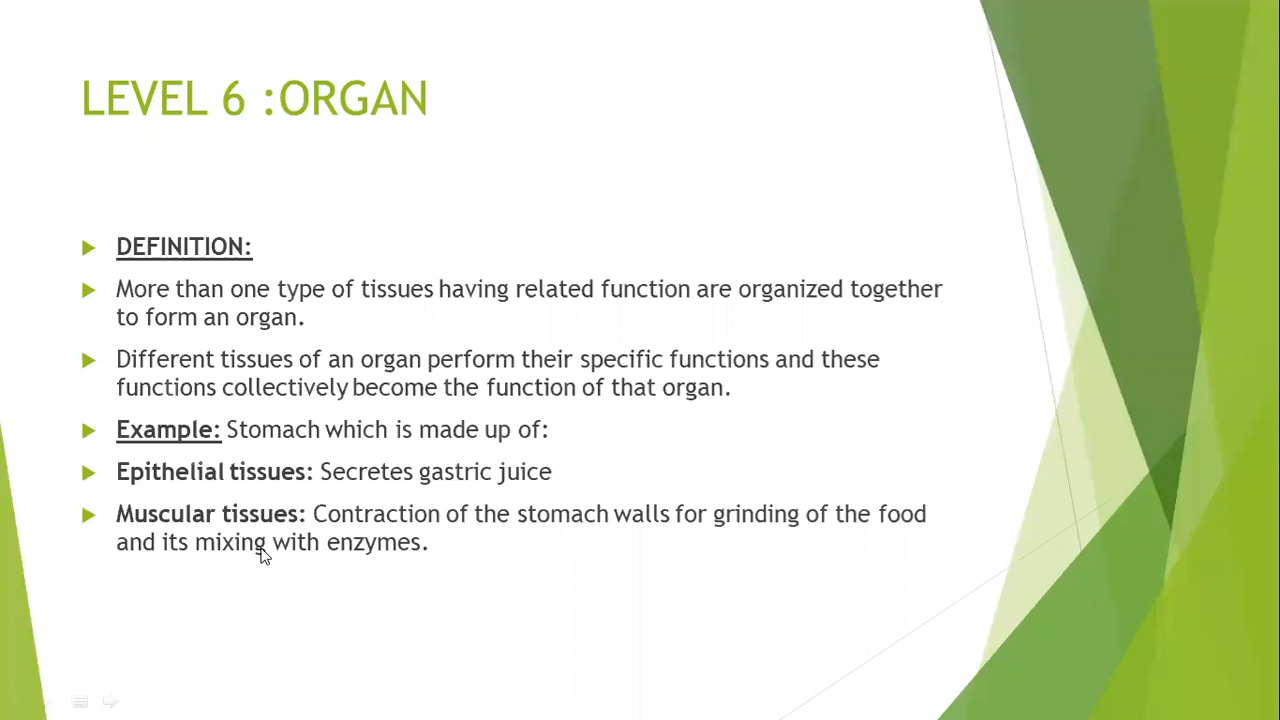 LEVEL 6 :ORGAN
DEFINITION:
More than one type of tissues having related function are organized together
to form an organ.
Different tissues of an organ perform their specific functions and these
functions collectively become the function of that organ.
Example: Stomach which is made up of:
Epithelial tissues: Secretes gastric juice
Muscular tissues: Contraction of the stomach walls for grinding of the food
and its mixing with enzymes.